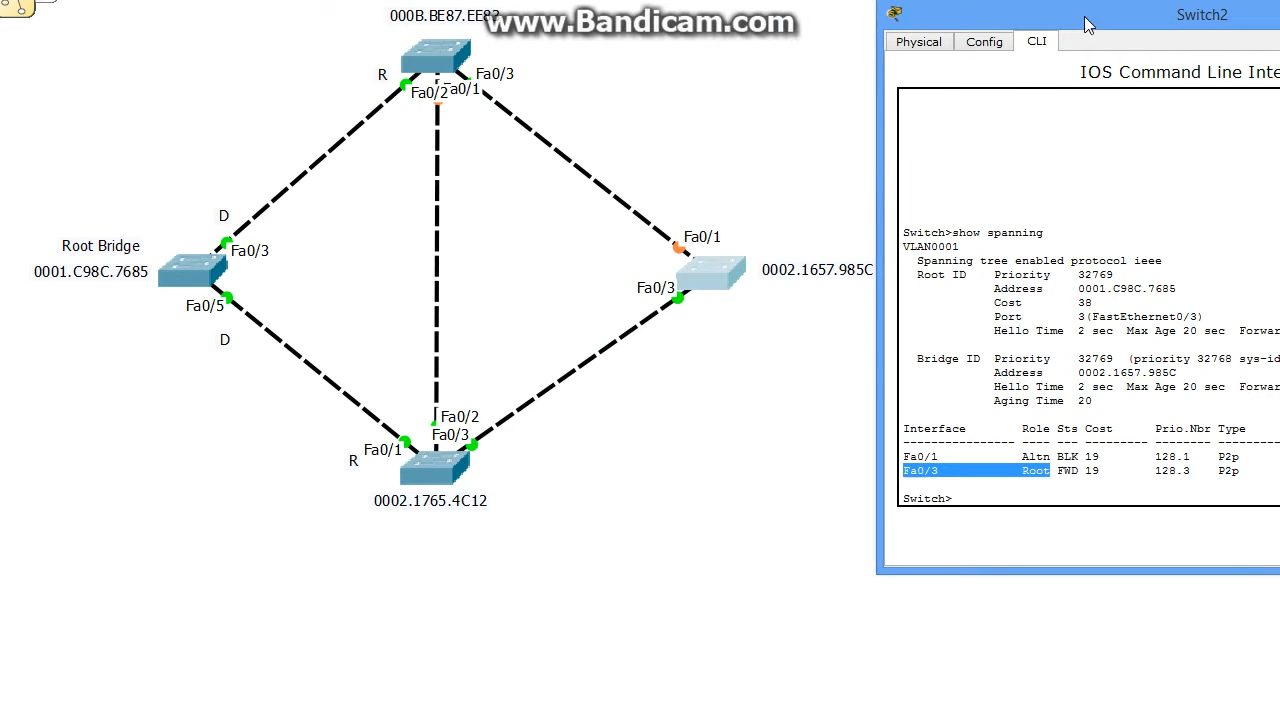 000B.BE87.EE83
www.Bandicam.com
R
Fa0/3
Fa0/2
Fa0/1
D
Root Bridge
Fa0/3
0001.C98C.7685
Fa0/5
D
Fa0/1
0002.1657.985C
Fa0/3
Fa0/2
Fa0/3
Fa0/1
R
0002.1765.4C12
Switch2
Physical
Config
CLI
IOS Command Line Inte
Switch>show spanning
VLAN0001
Spanning tree enabled protocol ieee
Root ID Priority 32769
Address 0001.C98C.7685
Cost 38
Port 3(FastEthernet0/3)
Hello Time 2 sec Max Age 20 sec Forwar
Bridge ID Priority 32769 (priority 32768 sys-id
Address 0002.1657.985C
Hello Time 2 sec Max Age 20 sec Forwar
Aging Time 20
Interface Role Sts Cost Prio.Nbr Type
---------------- ---- --- --------- -------- ------
Fa0/1 Altn BLK 19 128.1 P2p
Fa0/3 Root FWD 19 128.3 P2p
Switch>